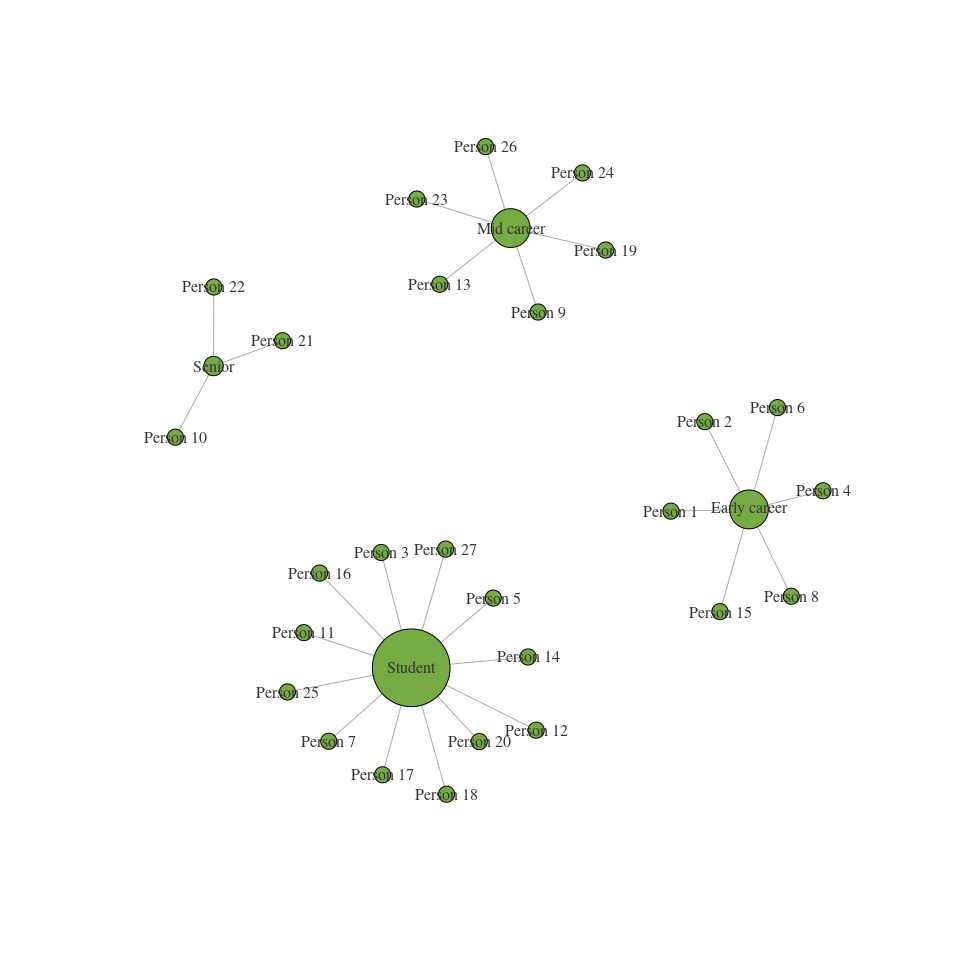 Person 26
Person 24
Person 23
Mid career
Person 19
Person 13
Person 9
Person 22
Person 21
Senior
Person 10
Person 6
Person 2
Person 4
Person 1
Early career
Person 8
Person 15
Person 3
Person 27
Person 16
Person 5
Person 11
Person 14
Student
Person 25
Person 12
Person 7
Person 20
Person 17
Person 18